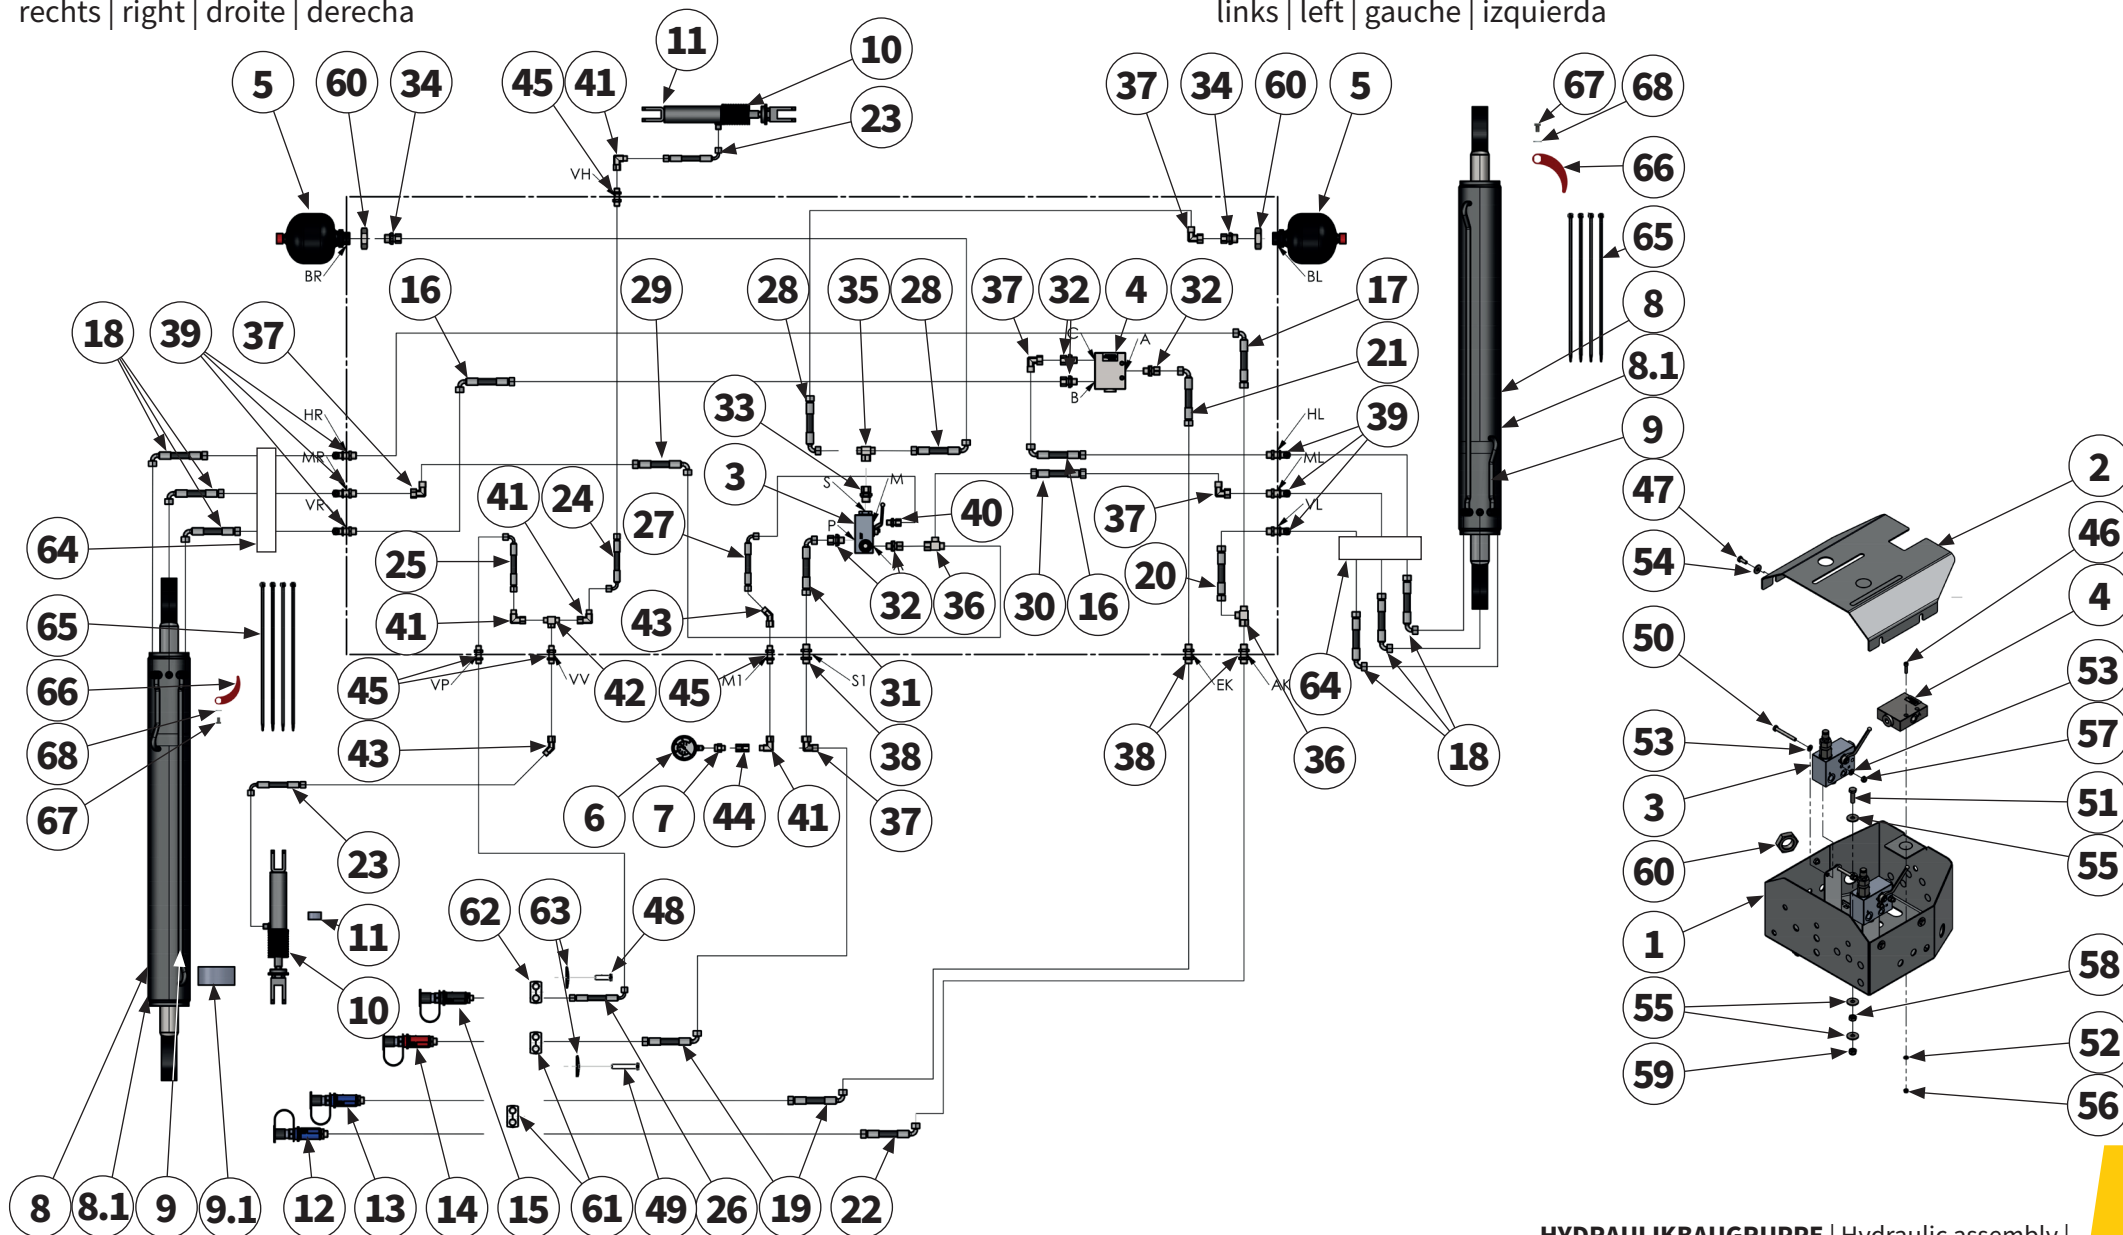 rechts | right | droite | derecha
links | left | gauche | izquierda
11 10
5 60 34 45 41 23 37 34 60 5 67 68
VH
66
65
BR BL
16 29 28 35 28 37 32 4 32 17 8
18 39 37
C A
21 8.1
B
33 HR HL 39 9
MR ML 2
3 S M 47
VR 41 24 27 P 40 37 VL 46
64 25 54
32 36 30 16 20 4
65 41 43 50
66 45 VP VV 42 45 M1 S1 31 EK AK 64 53
68 43 38 38 36 18 53 57
67 6 7 44 41 37 3 51
23 60 55
62 63 48
11 1
10 58
55
52
59
56
8 8.1 9 9.1 12 13 14 15 61 49 26 19 22
HYDRAULIKBAUGRUPPE | Hydraulic assembly |